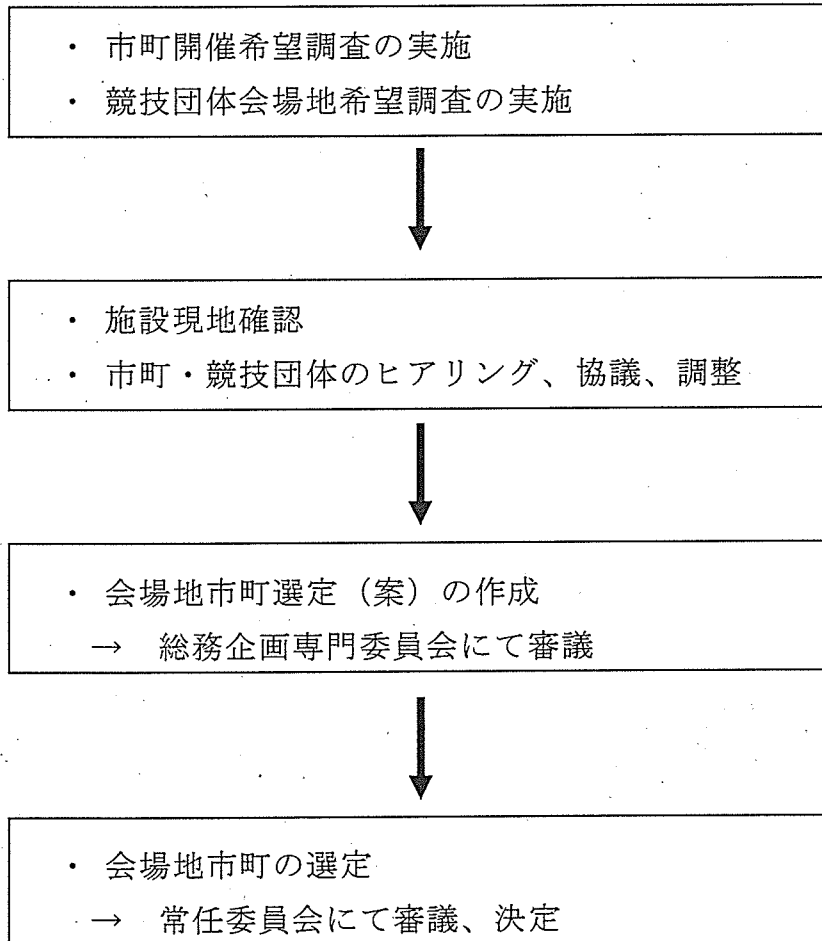 ・ 市町開催希望調査の実施
・ 競技団体会場地希望調査の実施
・ 施設現地確認
・ 市町・競技団体のヒアリング、協議、調整
・ 会場地市町選定（案）の作成
→ 総務企画専門委員会にて審議
・ 会場地市町の選定
→ 常任委員会にて審議、決定